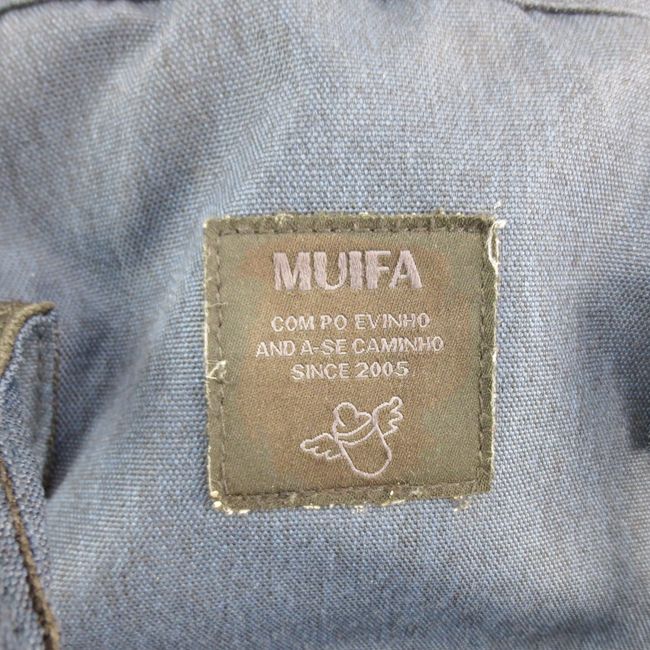 MUIFA
COM PO EVINHO
AND A-SE CAMINHO
SINCE 2005